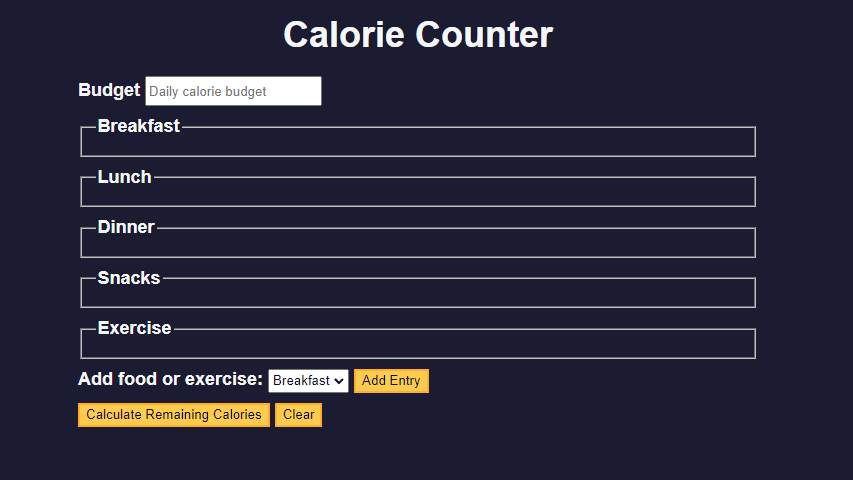 Calorie Counter
Budget Daily calorie budget
Breakfast
Lunch
Dinner
Snacks
Exercise
Add food or exercise: Breakfast Add Entry
Calculate Remaining Calories Clear